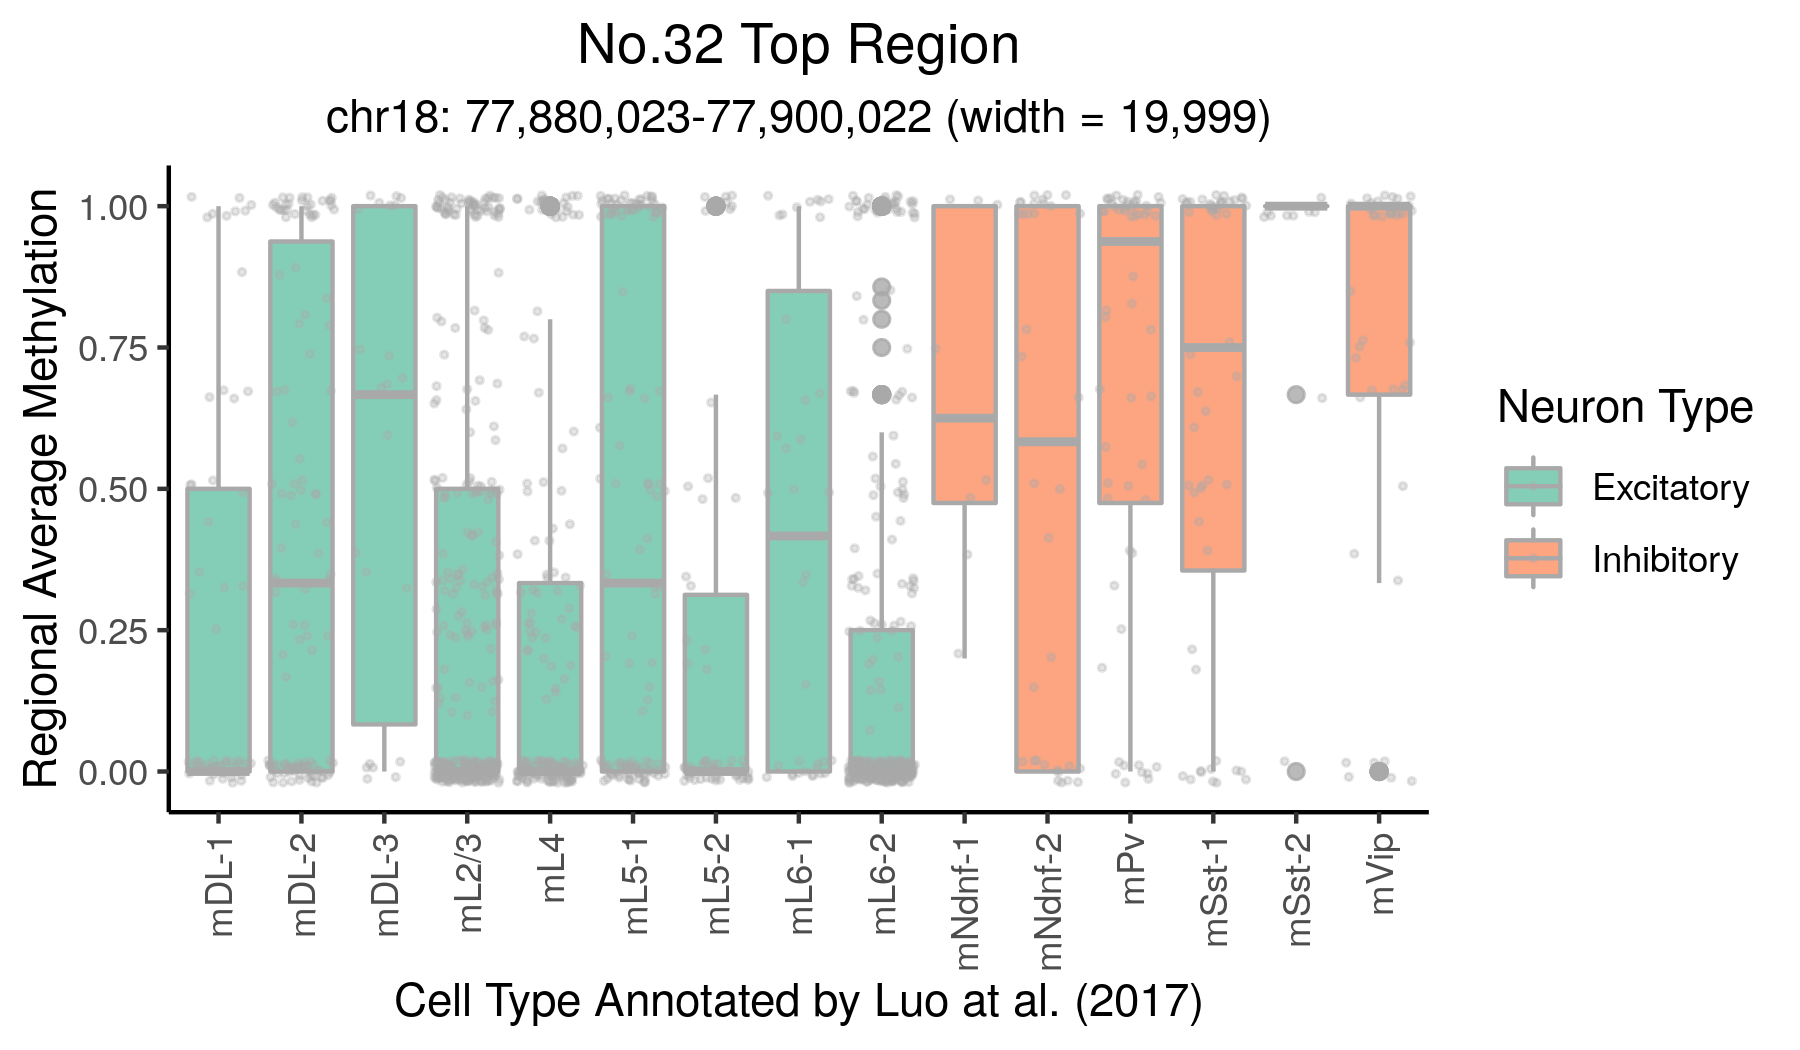 No.32 Top Region
chr18: 77,880,023-77,900,022 (width = 19,999)
Regional Average Methylation
1.00
0.75
0.50
0.25
0.00
mDL-1
mDL-2
mDL-3
mL2/3
mL4
mL5-1
mL5-2
mL6-1
mL6-2
mNdnf-1
mNdnf-2
mPv
mSst-1
mSst-2
mVip
Cell Type Annotated by Luo at al. (2017)
Neuron Type
Excitatory
Inhibitory